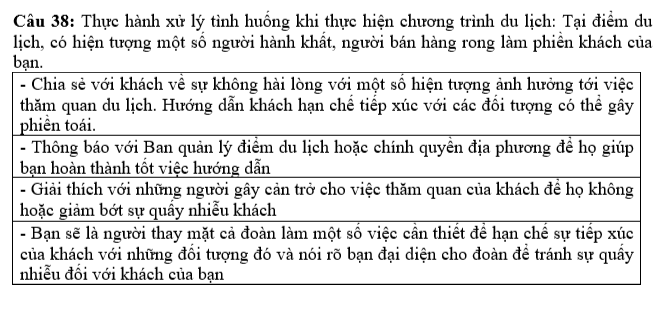 Câu 38: Thực hành xử lý tình huống khi thực hiện chương trình du lịch: Tại điểm du
lịch, có hiện tượng một số người hành khất, người bán hàng rong làm phiền khách của
bạn.
- Chia sẻ với khách về sự không hài lòng với một số hiện tượng ảnh hưởng tới việc
thăm quan du lịch. Hướng dẫn khách hạn chế tiếp xúc với các đối tượng có thể gây
phiền toái.
- Thông báo với Ban quản lý điểm du lịch hoặc chính quyền địa phương để họ giúp
bạn hoàn thành tốt việc hướng dẫn
- Giải thích với những người gây cản trở cho việc thăm quan của khách để họ không
hoặc giảm bớt sự quấy nhiễu khách
- Bạn sẽ là người thay mặt cả đoàn làm một số việc cần thiết để hạn chế sự tiếp xúc
của khách với những đối tượng đó và nói rõ bạn đại diện cho đoàn để tránh sự quấy
nhiễu đối với khách của bạn